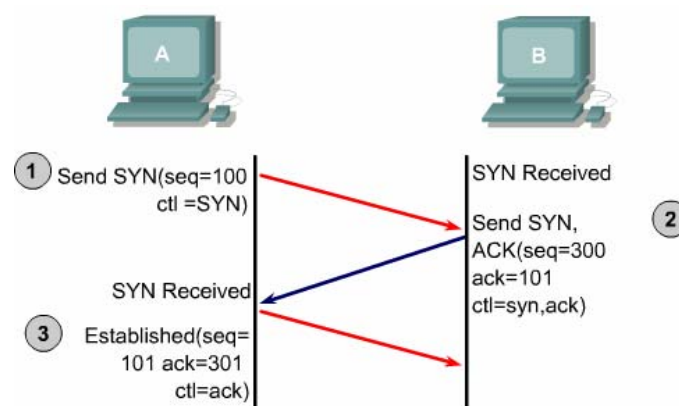 A
B
1
Send SYN(seq=100
ctl =SYN)
SYN Received
Send SYN,
ACK(seq=300
ack=101
ctl=syn,ack)
2
SYN Received
3
Established(seq=
101 ack=301
ctl=ack)